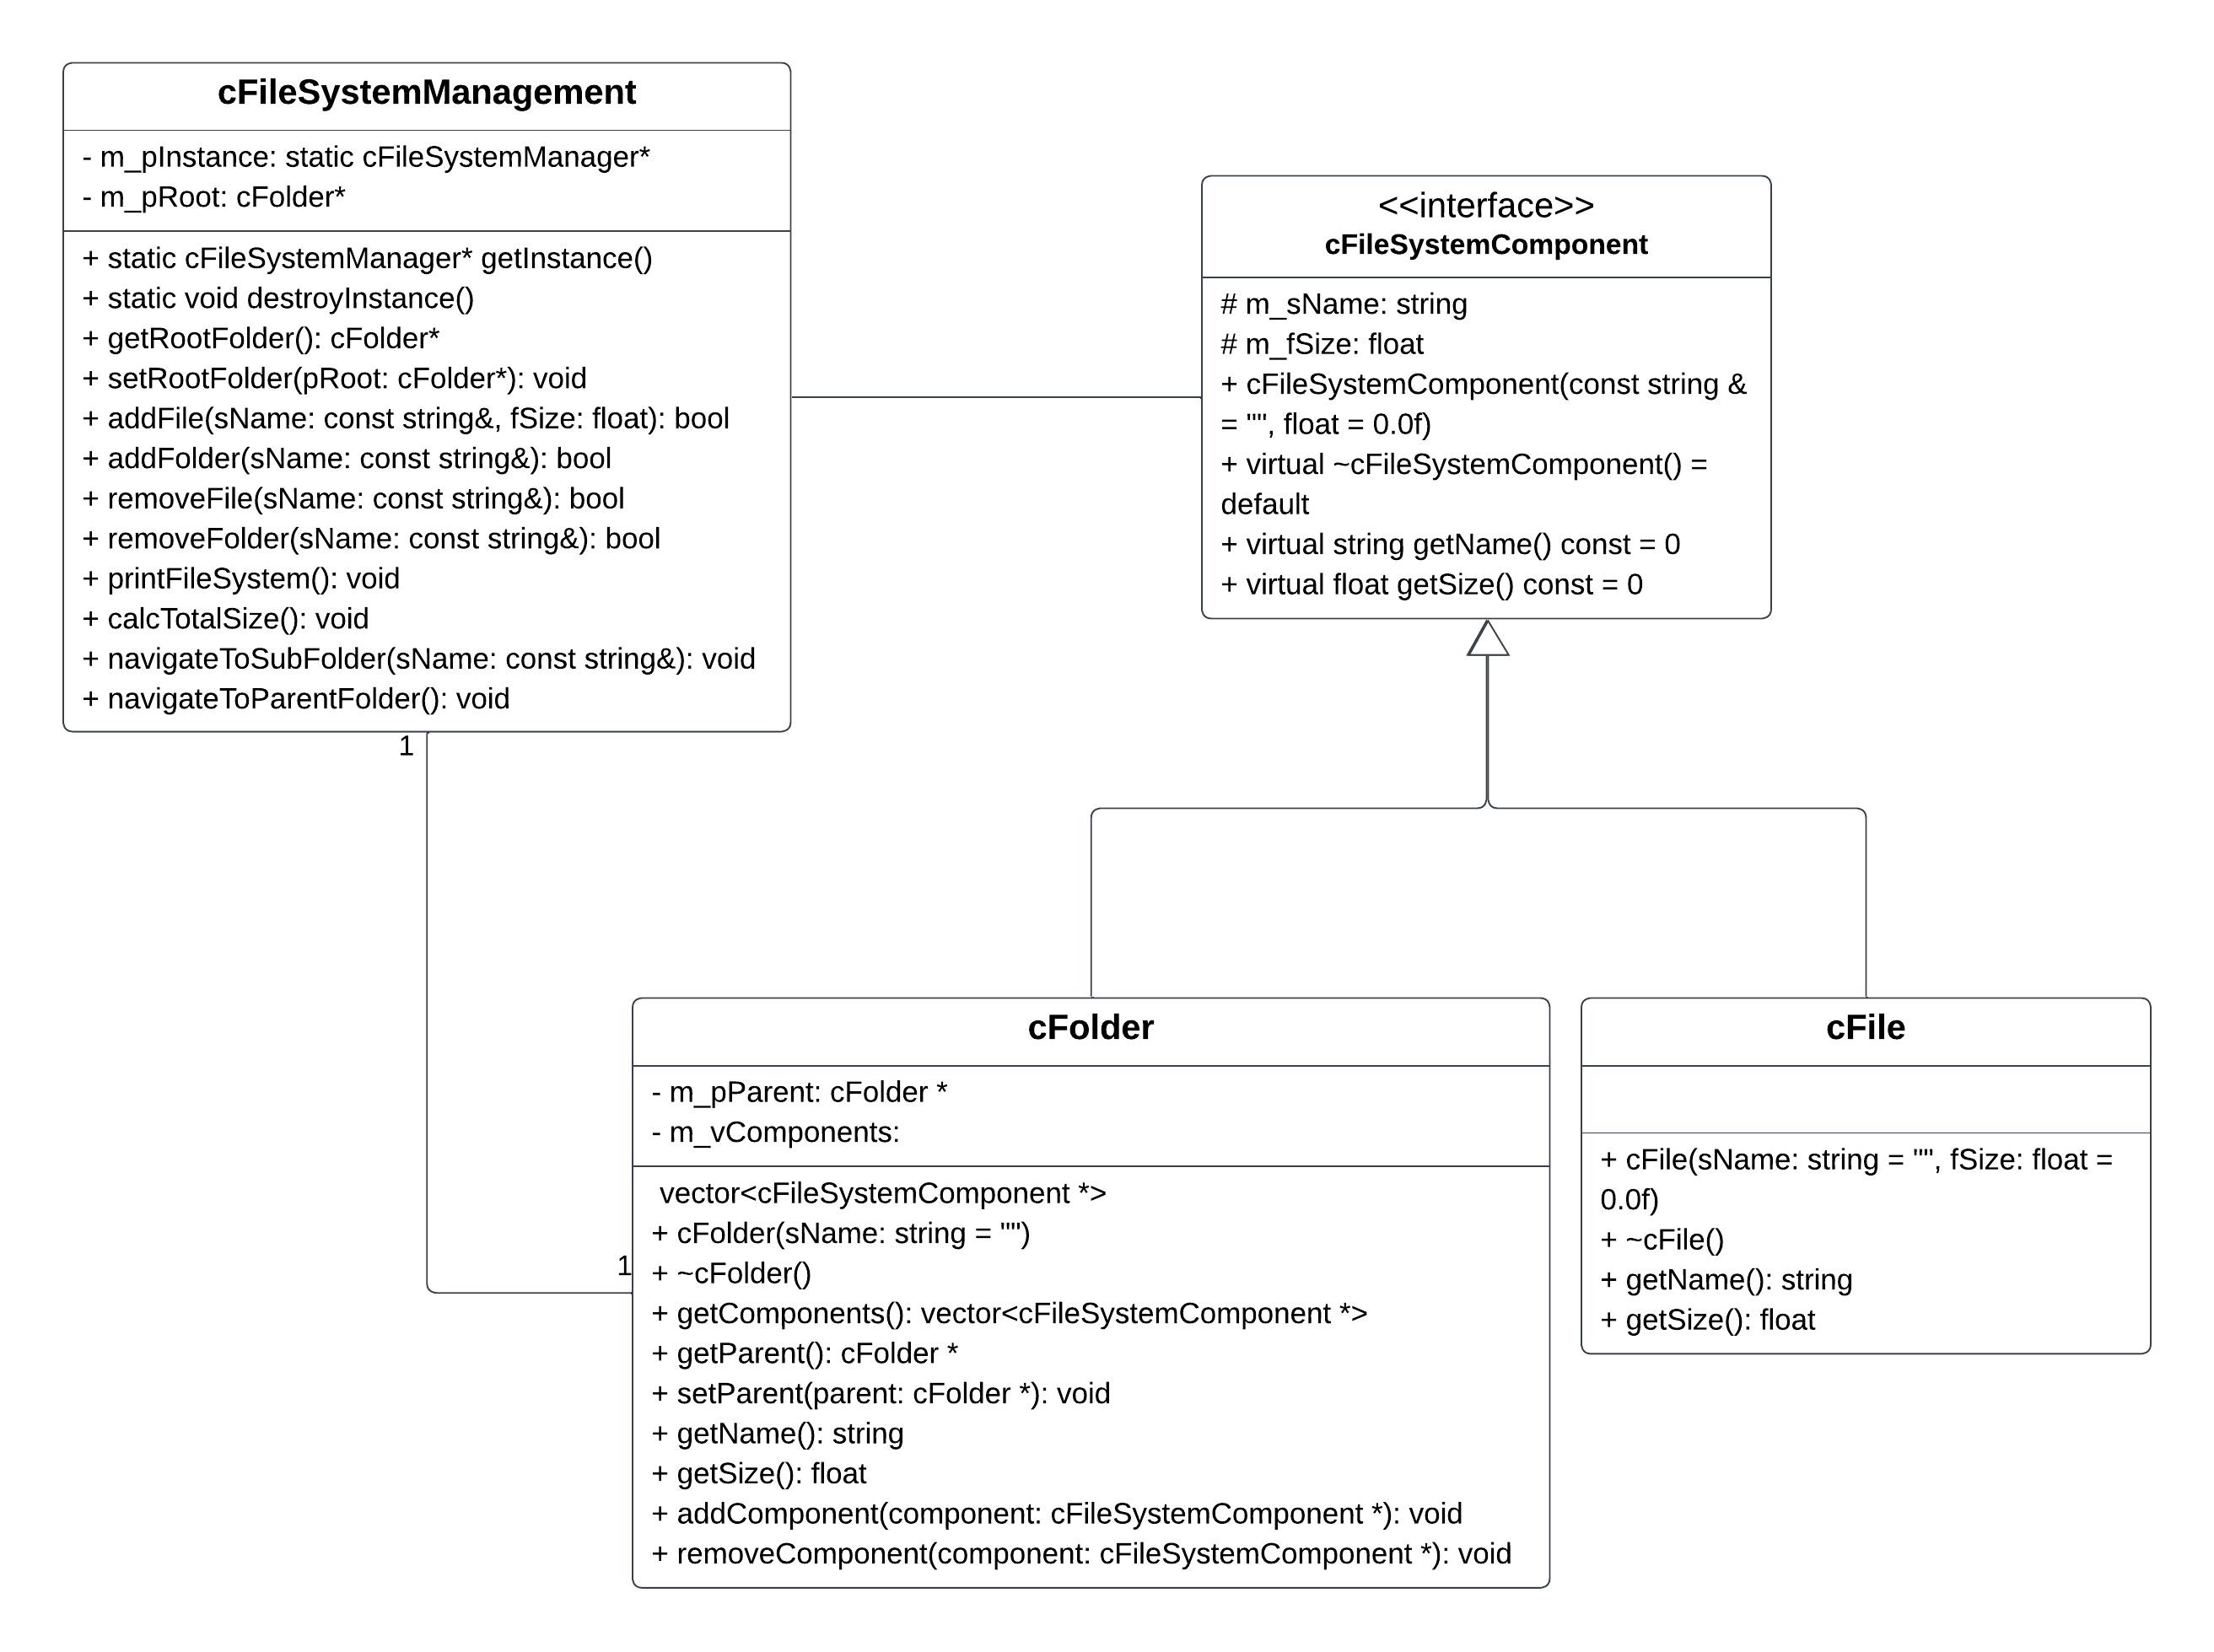 cFileSystemManagement
- m_pInstance: static cFileSystemManager*
- m_pRoot: cFolder*
+ static cFileSystemManager* getInstance()
+ static void destroyInstance()
+ getRootFolder(): cFolder*
+ setRootFolder(pRoot: cFolder*): void
+ addFile(sName: const string&, fSize: float): bool
+ addFolder(sName: const string&): bool
+ removeFile(sName: const string&): bool
+ removeFolder(sName: const string&): bool
+ printFileSystem(): void
+ calcTotalSize(): void
+ navigateToSubFolder(sName: const string&): void
+ navigateToParentFolder(): void
<<interface>>
cFileSystemComponent
# m_sName: string
# m_fSize: float
+ cFileSystemComponent(const string &
= "", float = 0.0f)
+ virtual ~cFileSystemComponent() =
default
+ virtual string getName() const = 0
+ virtual float getSize() const = 0
1
1
cFolder
- m_pParent: cFolder *
- m_vComponents:
vector<cFileSystemComponent *>
+ cFolder(sName: string = "")
+ ~cFolder()
+ getComponents(): vector<cFileSystemComponent *>
+ getParent(): cFolder *
+ setParent(parent: cFolder *): void
+ getName(): string
+ getSize(): float
+ addComponent(component: cFileSystemComponent *): void
+ removeComponent(component: cFileSystemComponent *): void
cFile
+ cFile(sName: string = "", fSize: float =
0.0f)
+ ~cFile()
+ getName(): string
+ getSize(): float